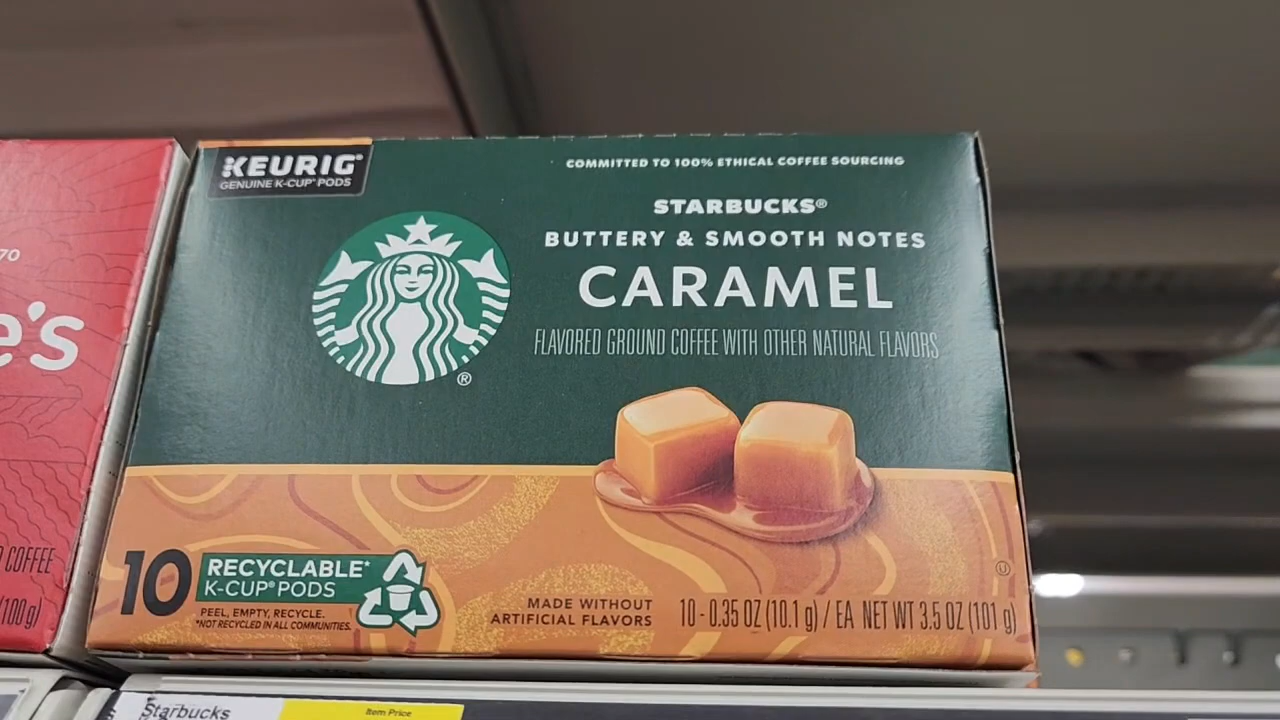 70
e's
COFFEE
(100 g)
KEURIG®
GENUINE K-CUP® PODS
COMMITTED TO 100% ETHICAL COFFEE SOURCING
STARBUCKS®
BUTTERY & SMOOTH NOTES
CARAMEL
FLAVORED GROUND COFFEE WITH OTHER NATURAL FLAVORS
®
10 RECYCLABLE*
K-CUP® PODS
PEEL, EMPTY, RECYCLE.
*NOT RECYCLED IN ALL COMMUNITIES.
MADE WITHOUT
ARTIFICIAL FLAVORS
10 - 0.35 OZ (10.1 g) / EA NET WT 3.5 OZ (101 g)
U
Starbucks
Item Price